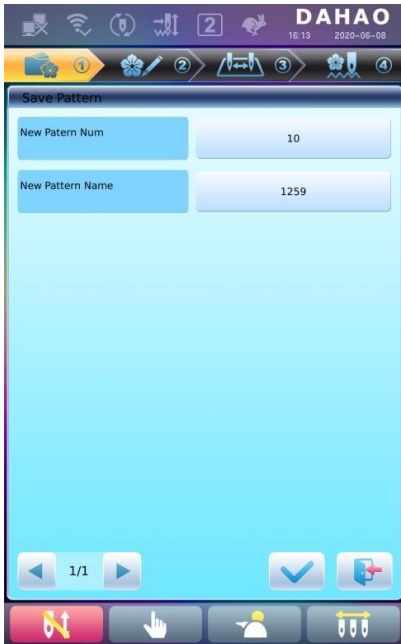 2
DAHAO
16:13 2020-06-08
① ② ③ ④
Save Pattern
New Patern Num
10
New Pattern Name
1259
1/1